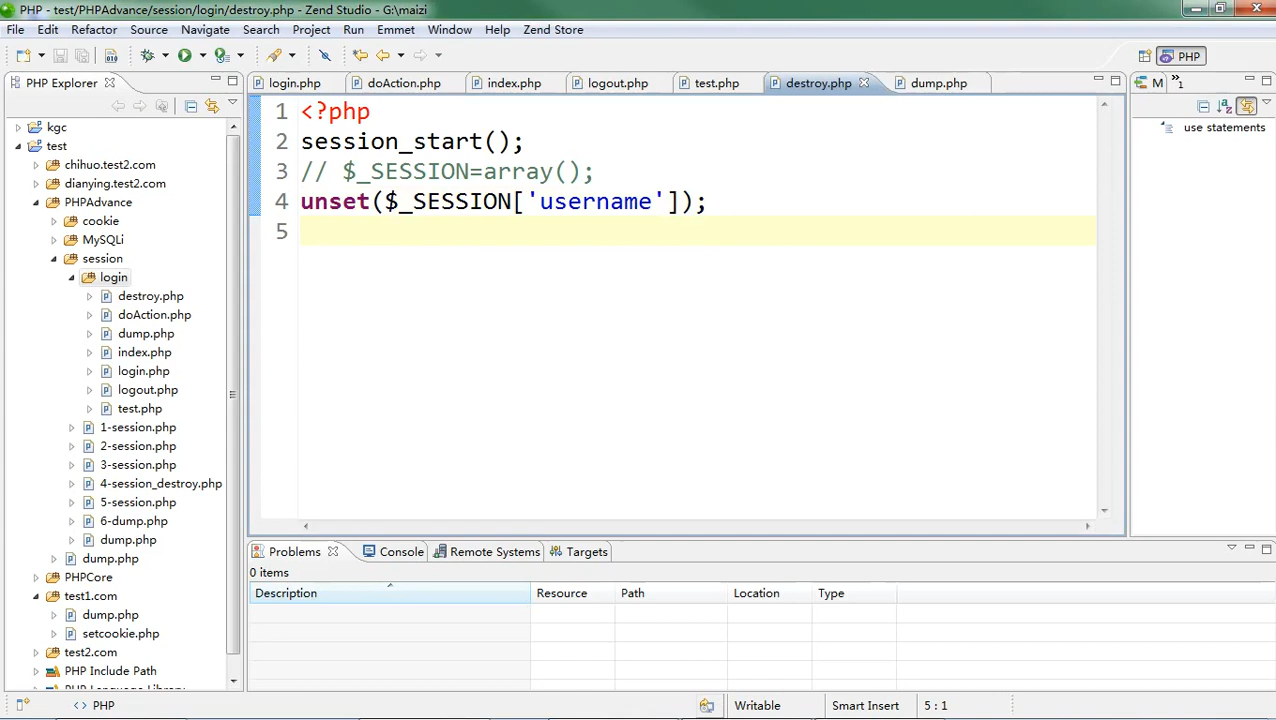 PHP - test/PHPAdvance/session/login/destroy.php - Zend Studio - G:\maizi
File Edit Refactor Source Navigate Search Project Run Emmet Window Help Zend Store
PHP
PHP Explorer
login.php doAction.php index.php logout.php test.php destroy.php dump.php
M
1
kgc
test
chihuo.test2.com
dianying.test2.com
PHPAdvance
cookie
MySQLi
session
login
destroy.php
doAction.php
dump.php
index.php
login.php
logout.php
test.php
1-session.php
2-session.php
3-session.php
4-session_destroy.php
5-session.php
6-dump.php
dump.php
dump.php
PHPCore
test1.com
dump.php
setcookie.php
test2.com
PHP Include Path
PHP Language Library
1 <?php
2 session_start();
3 // $_SESSION=array();
4 unset($_SESSION['username']);
5
use statements
Problems Console Remote Systems Targets
0 items
Description Resource Path Location Type
<> PHP
Writable Smart Insert 5 : 1